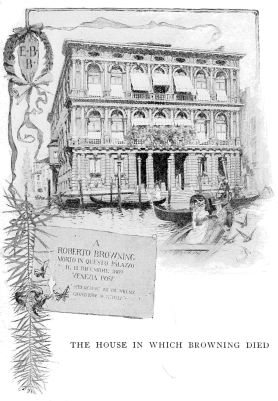 E·B·
B
A
ROBERTO BROWNING
MORTO IN QUESTO PALAZZO
IL 12 DICEMBRE 1889
VENEZIA POSE
THE HOUSE IN WHICH BROWNING DIED